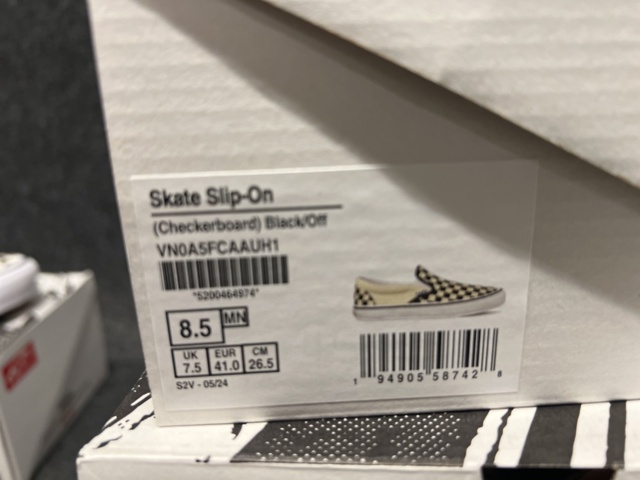 Skate Slip-On
(Checkerboard) Black/Off
VN0A5FCAAUH1
*5200464974*
8.5 MN
UK EUR CM
7.5 41.0 26.5
S2V - 05/24
1 94905 58742 8